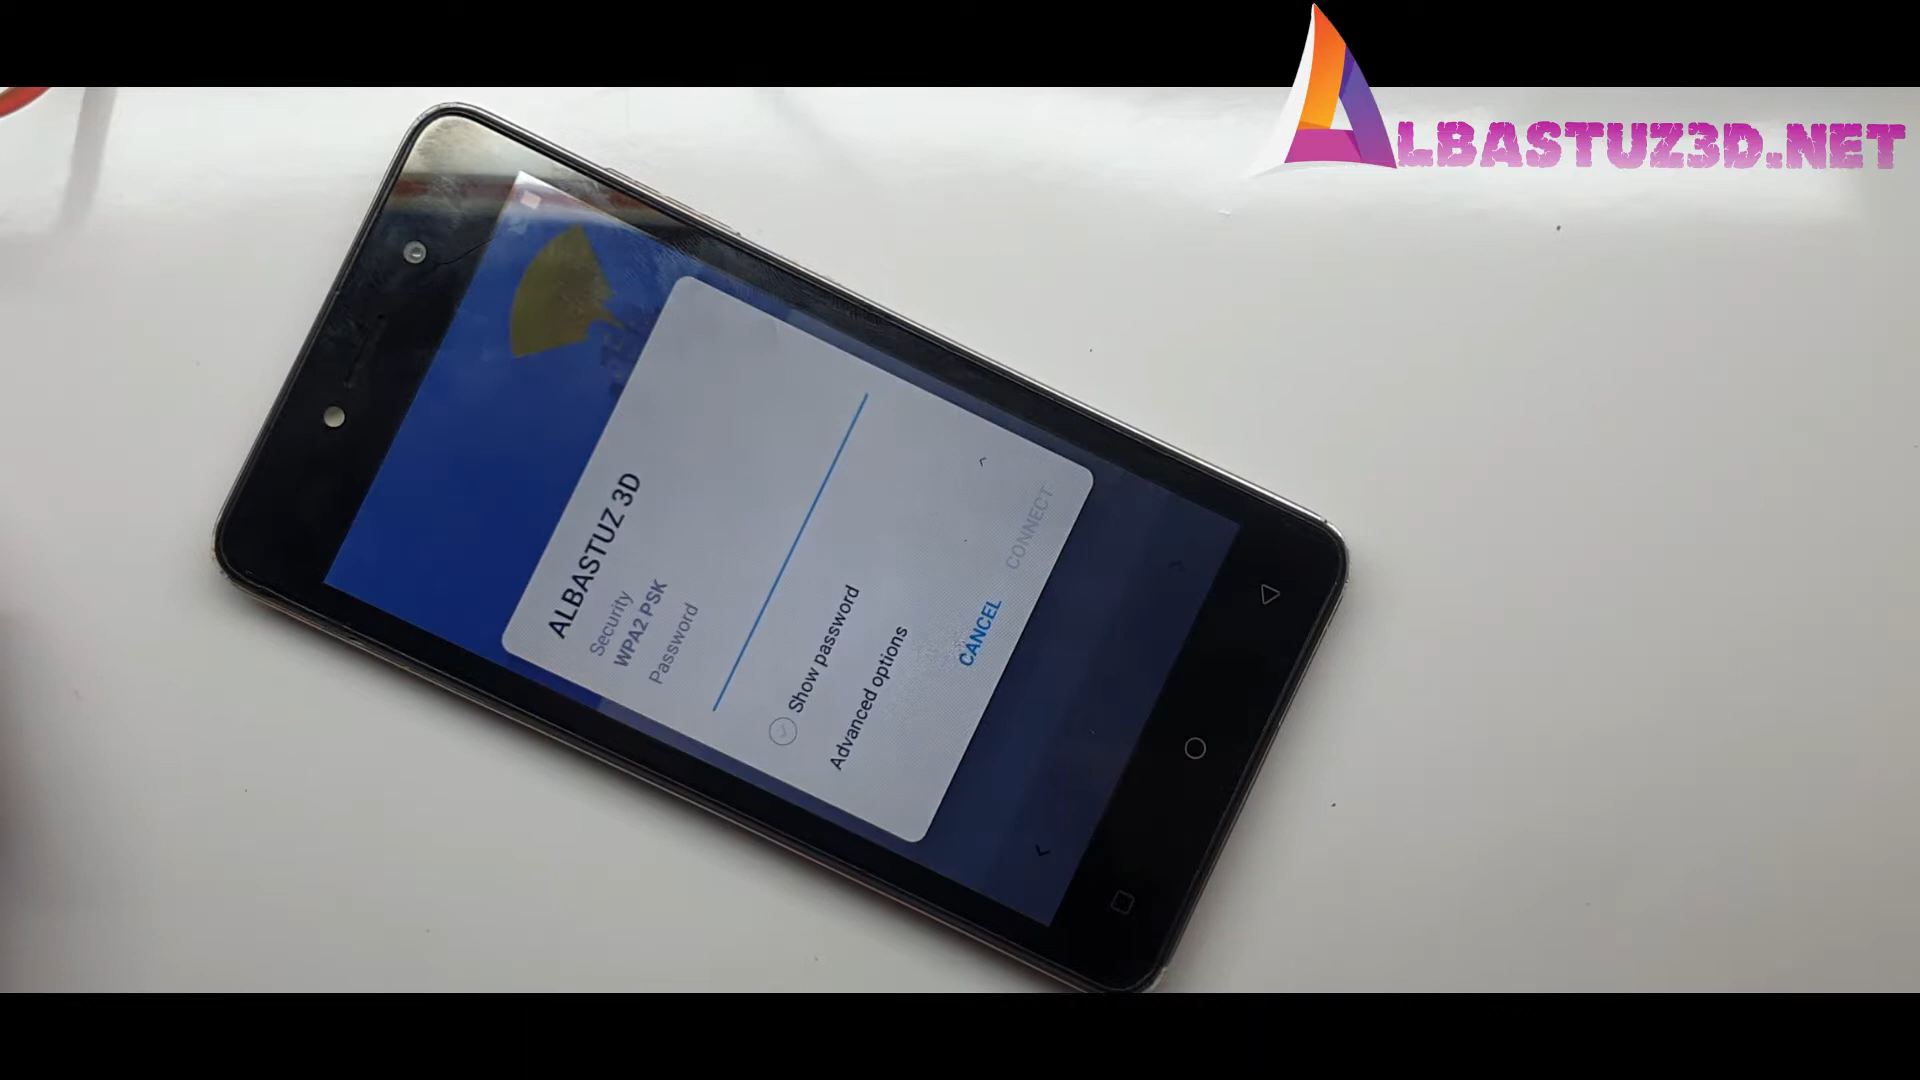 ALBASTUZ3D.NET
ALBASTUZ 3D
Security
WPA2 PSK
Password
Show password
Advanced options
CANCEL
CONNECT